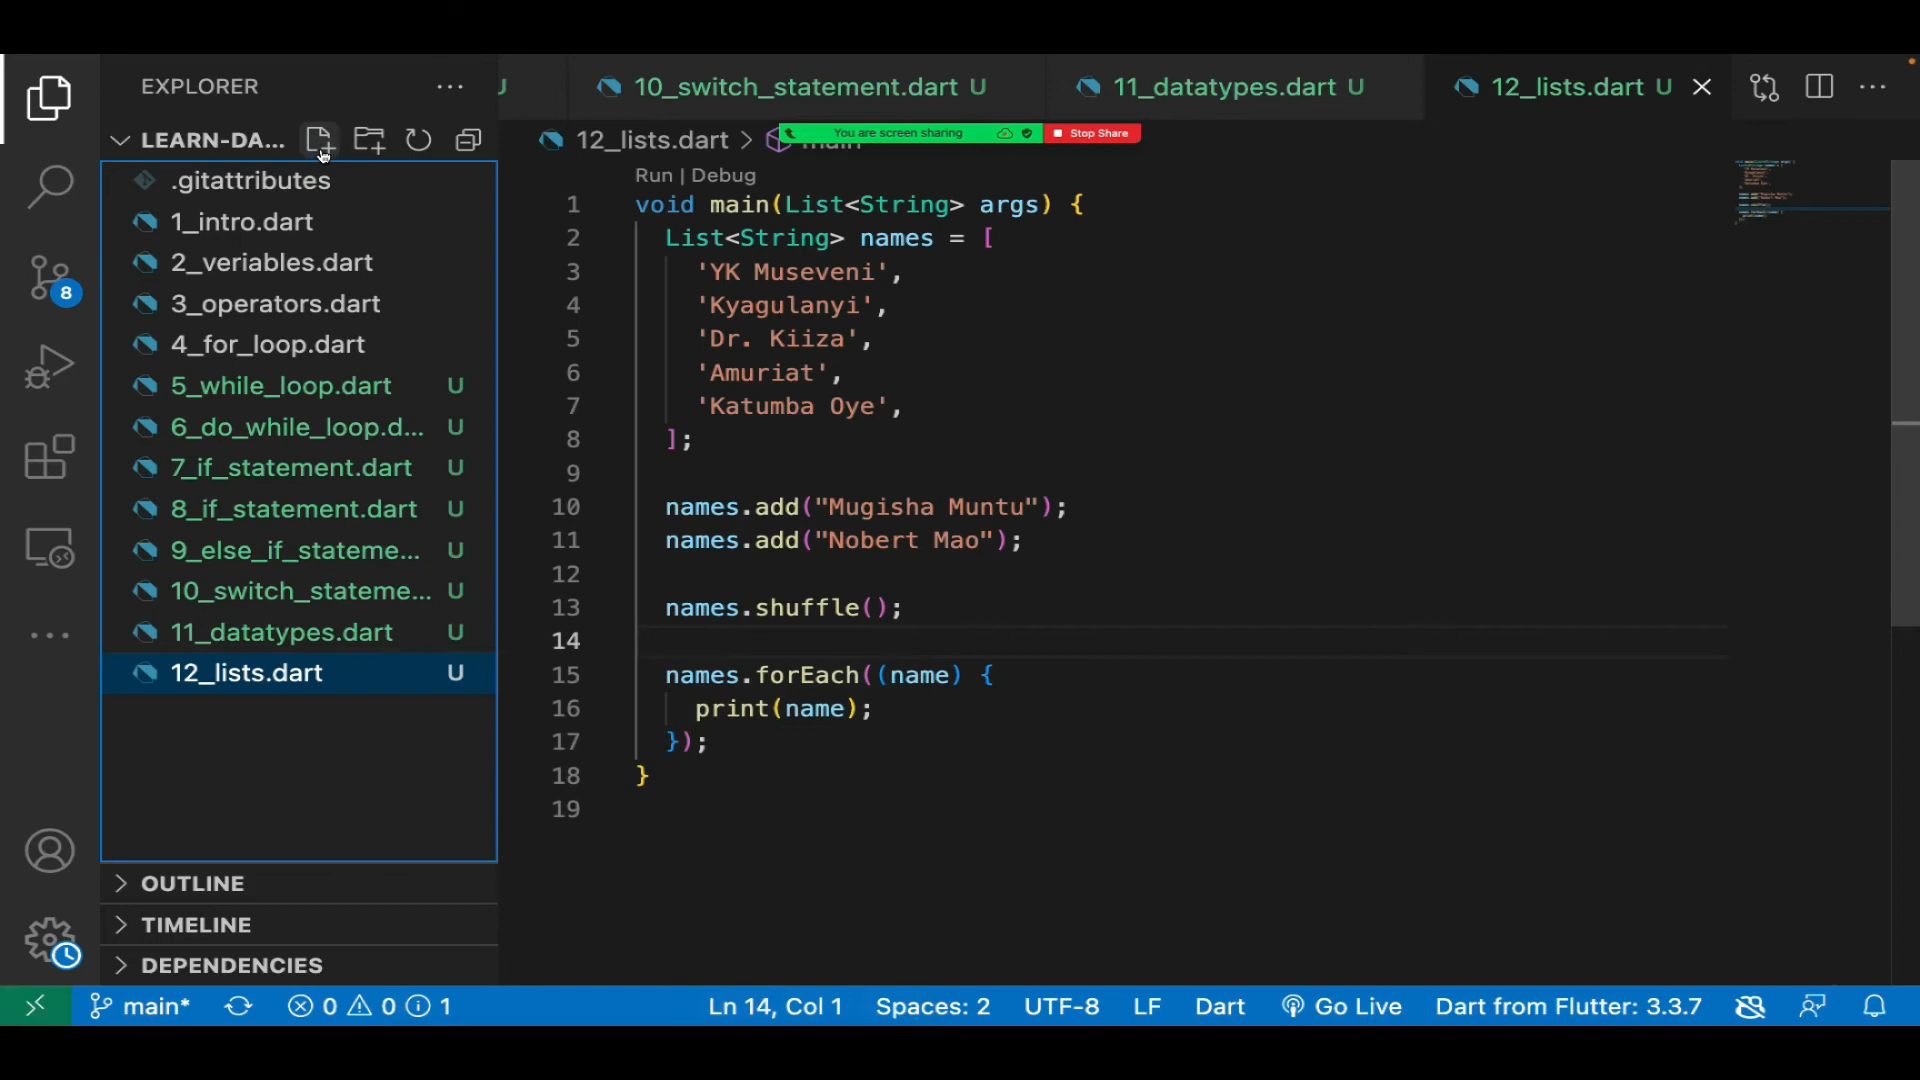 EXPLORER
LEARN-DA...
.gitattributes
1_intro.dart
2_veriables.dart
3_operators.dart
4_for_loop.dart
5_while_loop.dart U
6_do_while_loop.d... U
7_if_statement.dart U
8_if_statement.dart U
9_else_if_stateme... U
10_switch_stateme... U
11_datatypes.dart U
12_lists.dart U
OUTLINE
TIMELINE
DEPENDENCIES
8
U
10_switch_statement.dart U
11_datatypes.dart U
12_lists.dart U
12_lists.dart
main
You are screen sharing
Stop Share
Run | Debug
1 void main(List<String> args) {
2 List<String> names = [
3 'YK Museveni',
4 'Kyagulanyi',
5 'Dr. Kiiza',
6 'Amuriat',
7 'Katumba Oye',
8 ];
9
10 names.add("Mugisha Muntu");
11 names.add("Nobert Mao");
12
13 names.shuffle();
14
15 names.forEach((name) {
16 print(name);
17 });
18 }
19
main* 0 0 1 Ln 14, Col 1 Spaces: 2 UTF-8 LF Dart Go Live Dart from Flutter: 3.3.7